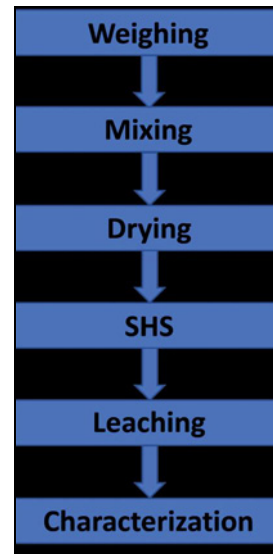 Weighing
Mixing
Drying
SHS
Leaching
Characterization